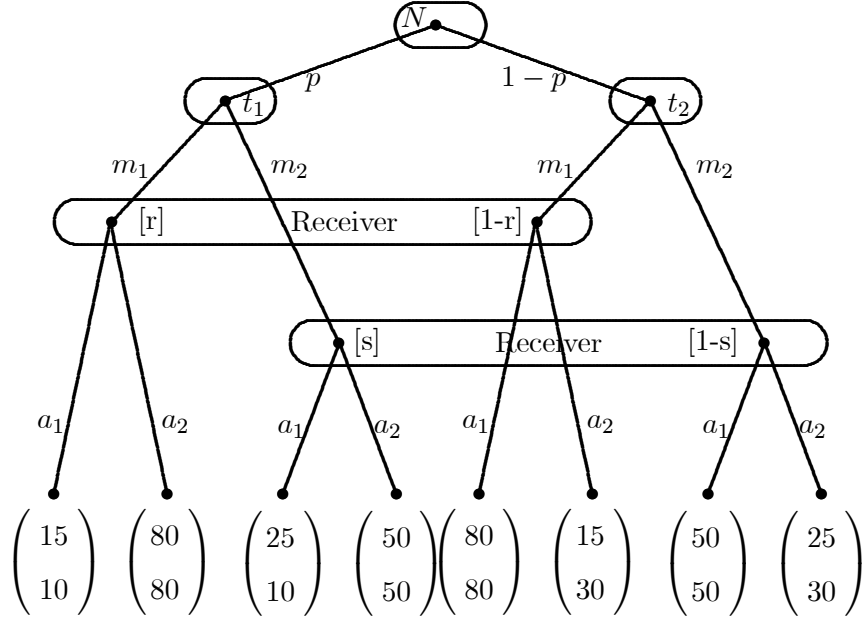 N
p 1 − p
t₁ t₂
m₁ m₂ m₁ m₂
[r] Receiver [1-r]
[s] Receiver [1-s]
a₁ a₂ a₁ a₂ a₁ a₂ a₁ a₂
15 80 25 50 80 15 50 25
10 80 10 50 80 30 50 30